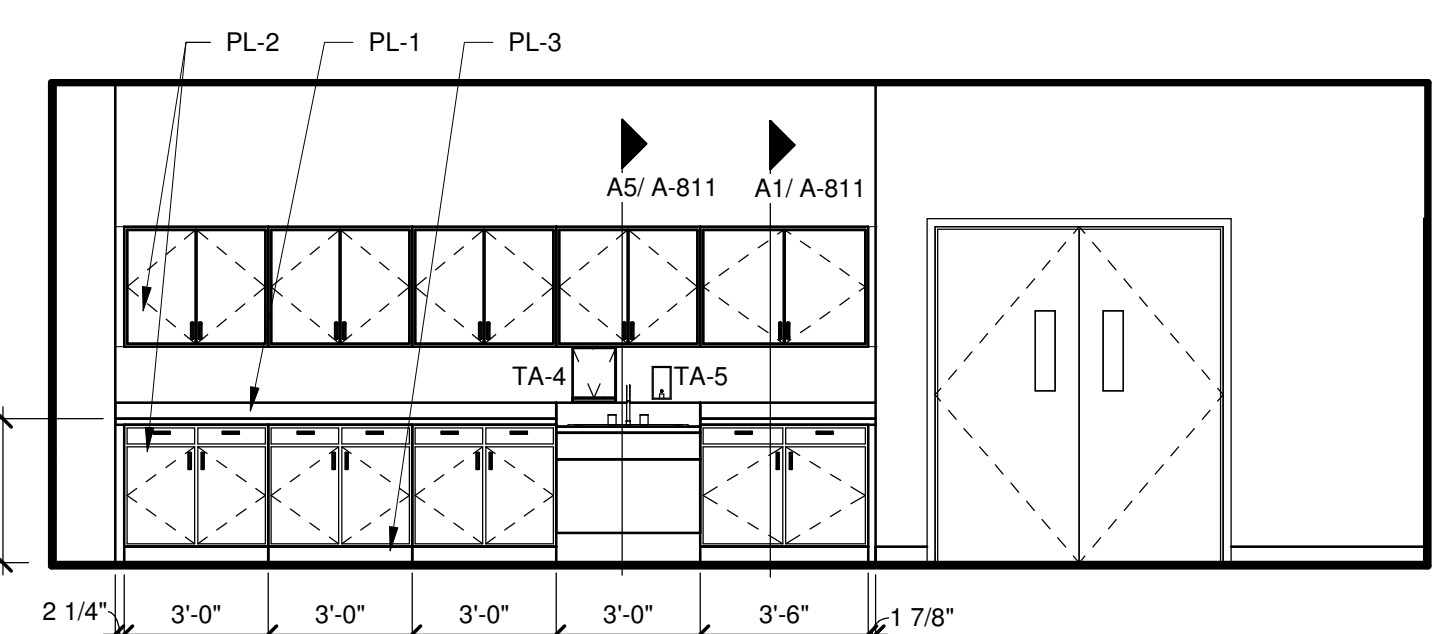 PL-2
PL-1
PL-3
A5/ A-811
A1/ A-811
TA-4
TA-5
2 1/4"
3'-0"
3'-0"
3'-0"
3'-0"
3'-6"
1 7/8"